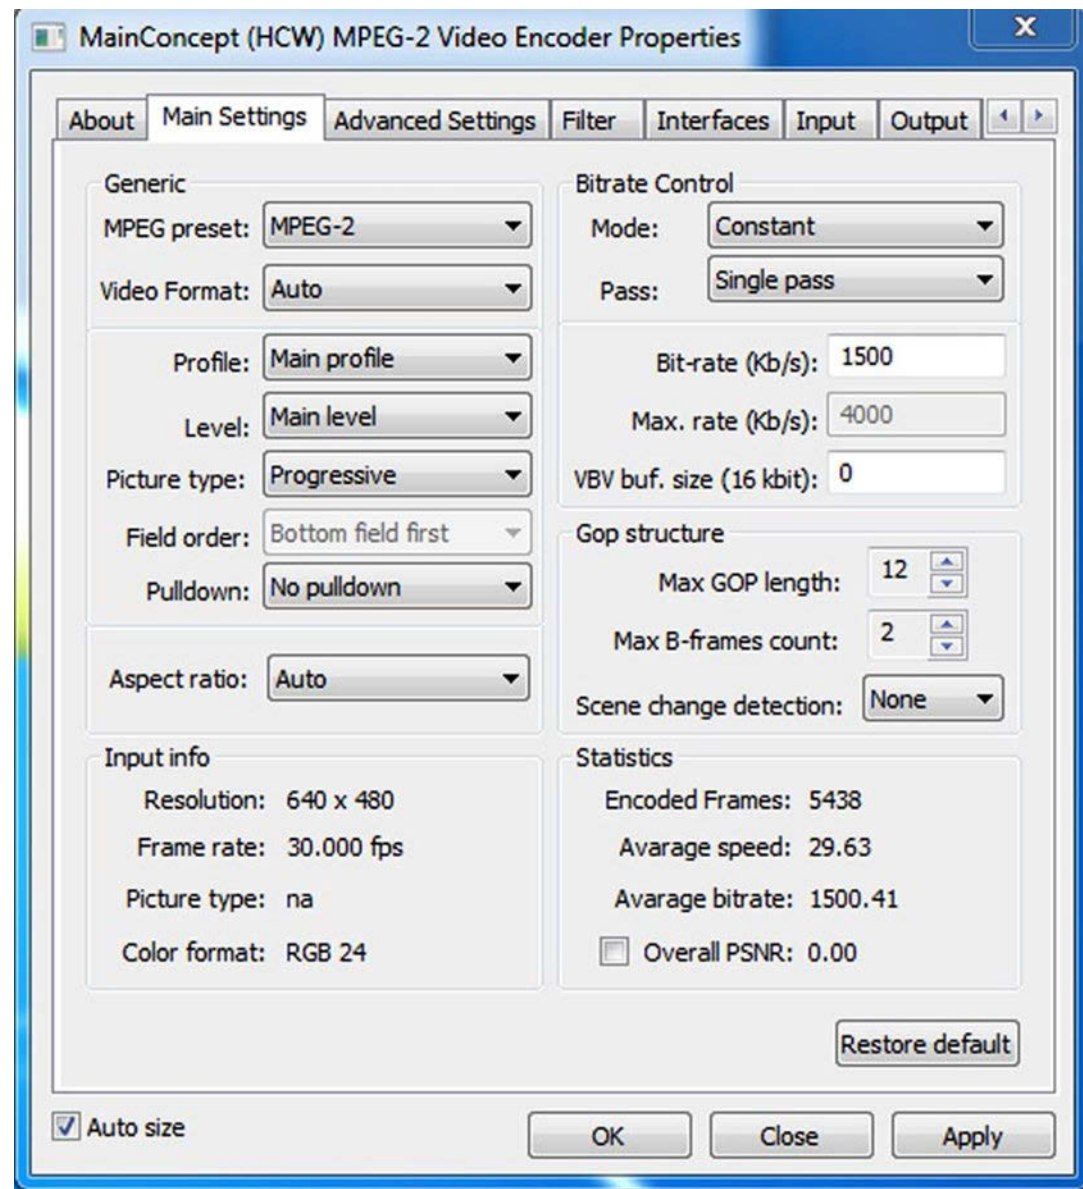 MainConcept (HCW) MPEG-2 Video Encoder Properties
X
About Main Settings Advanced Settings Filter Interfaces Input Output
Generic
MPEG preset: MPEG-2
Video Format: Auto
Profile: Main profile
Level: Main level
Picture type: Progressive
Field order: Bottom field first
Pulldown: No pulldown
Aspect ratio: Auto
Input info
Resolution: 640 x 480
Frame rate: 30.000 fps
Picture type: na
Color format: RGB 24
Bitrate Control
Mode: Constant
Pass: Single pass
Bit-rate (Kb/s): 1500
Max. rate (Kb/s): 4000
VBV buf. size (16 kbit): 0
Gop structure
Max GOP length: 12
Max B-frames count: 2
Scene change detection: None
Statistics
Encoded Frames: 5438
Avarage speed: 29.63
Avarage bitrate: 1500.41
Overall PSNR: 0.00
Restore default
Auto size
OK Close Apply